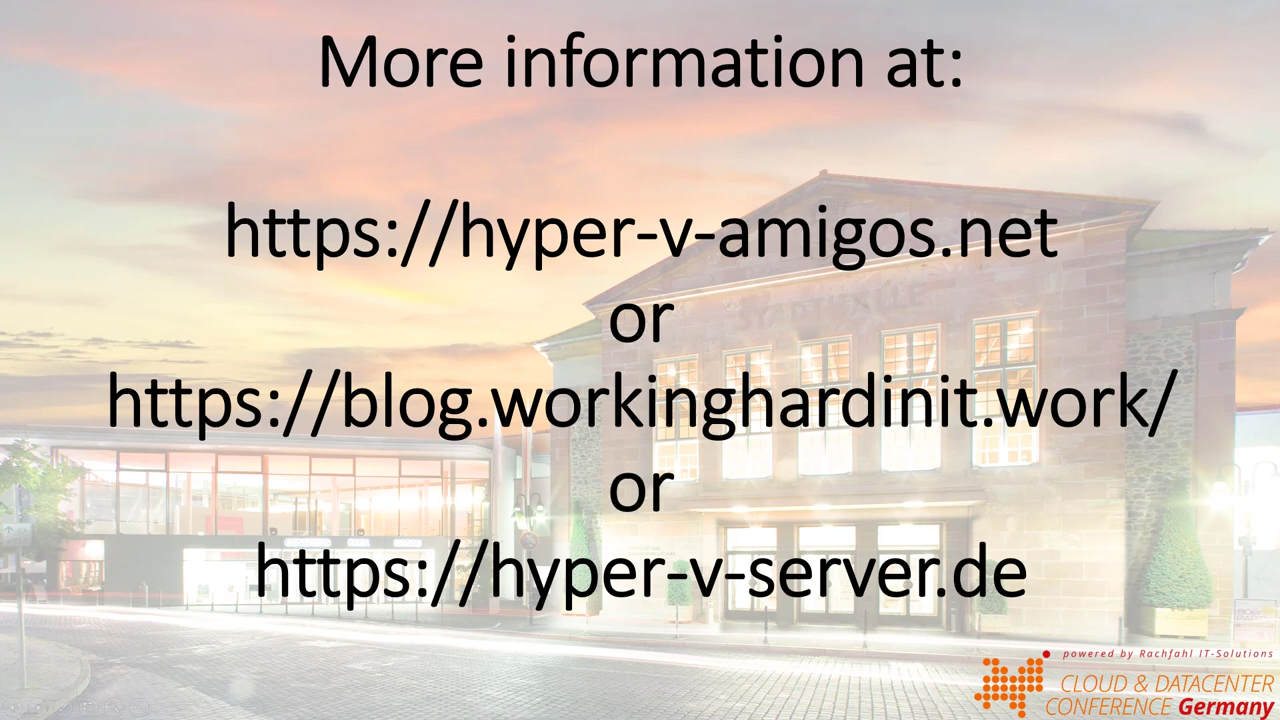 More information at:
https://hyper-v-amigos.net
or
https://blog.workinghardinit.work/
or
https://hyper-v-server.de
powered by Rachfahl IT-Solutions
CLOUD & DATACENTER
CONFERENCE Germany